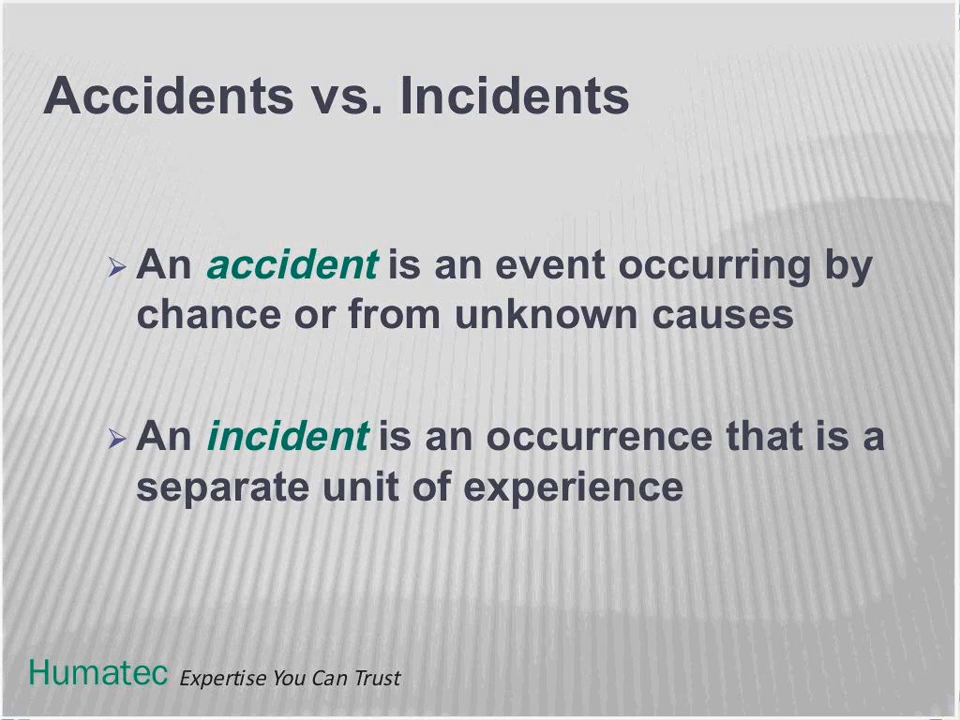 Accidents vs. Incidents
➢ An accident is an event occurring by
chance or from unknown causes
➢ An incident is an occurrence that is a
separate unit of experience
Humatec Expertise You Can Trust